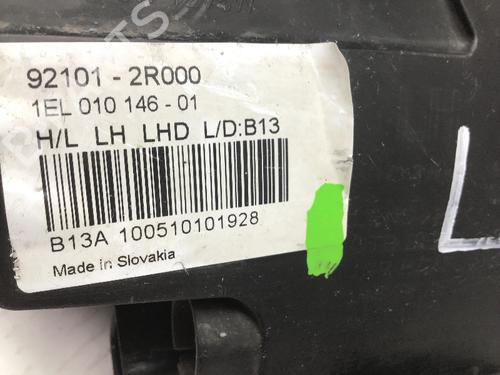 92101 - 2R000
1EL 010 146 - 01
H/L LH LHD L/D:B13
B13A 100510101928
Made in Slovakia
L